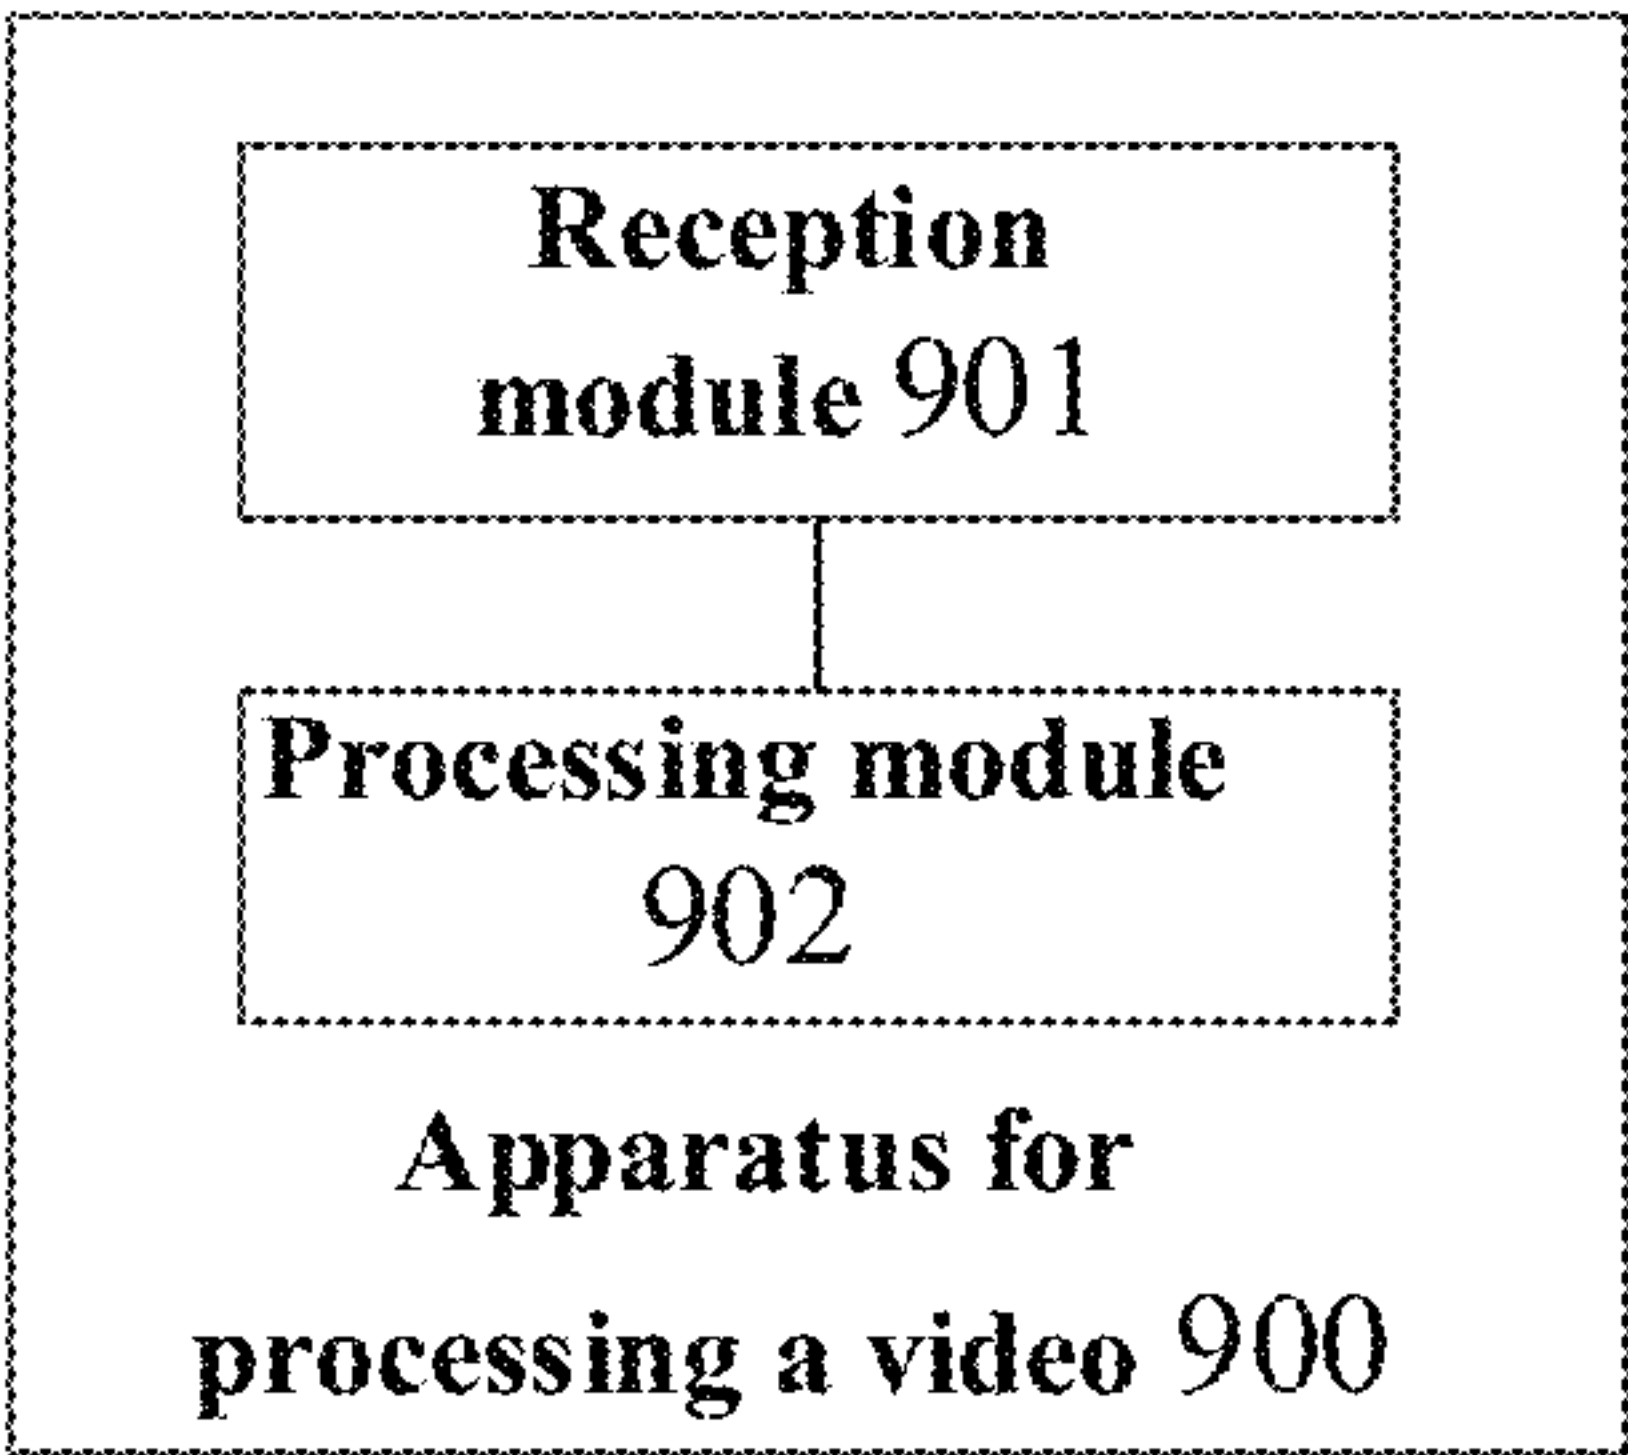 Reception
module 901
Processing module
902
Apparatus for
processing a video 900